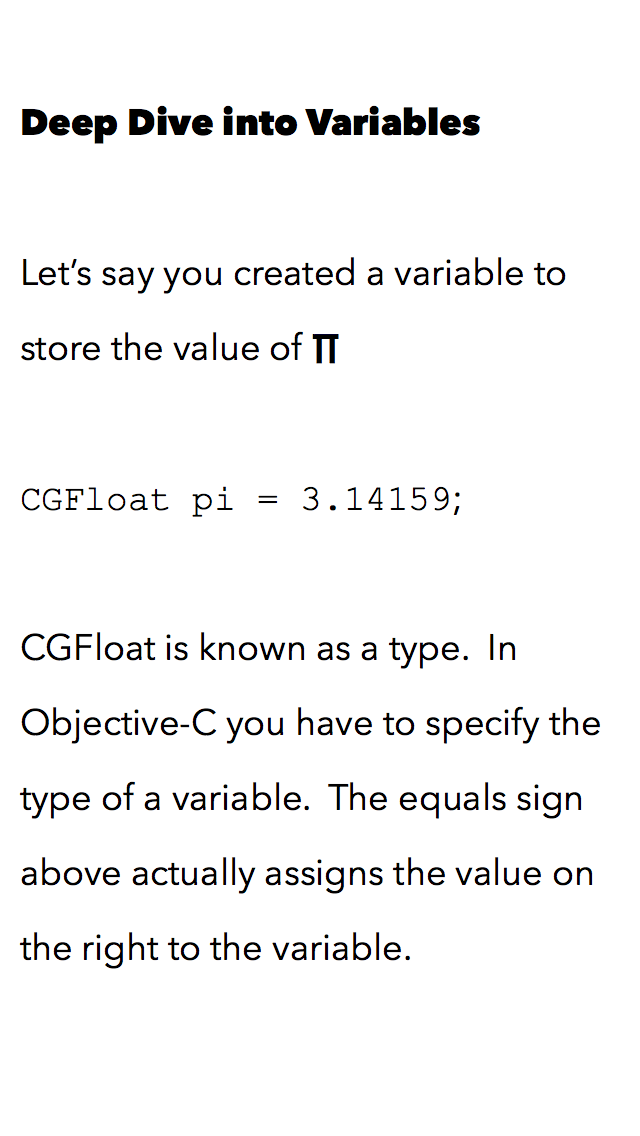 Deep Dive into Variables
Let’s say you created a variable to
store the value of ∏
CGFloat pi = 3.14159;
CGFloat is known as a type.  In
Objective-C you have to specify the
type of a variable.  The equals sign
above actually assigns the value on
the right to the variable.